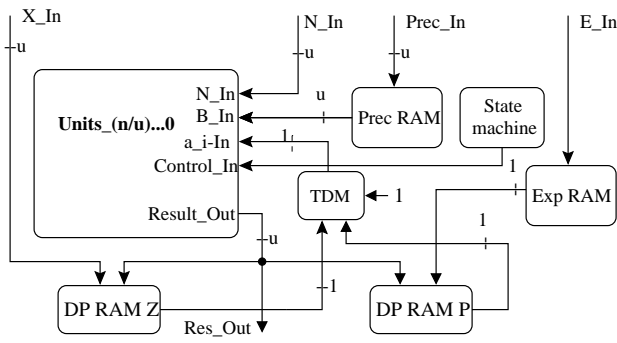 X_In
N_In
Prec_In
E_In
u
u
u
N_In
B_In
a_i-In
Control_In
Result_Out
Units_(n/u)...0
u
Prec RAM
State
machine
1
TDM
1
1
Exp RAM
1
u
1
DP RAM Z
DP RAM P
Res_Out